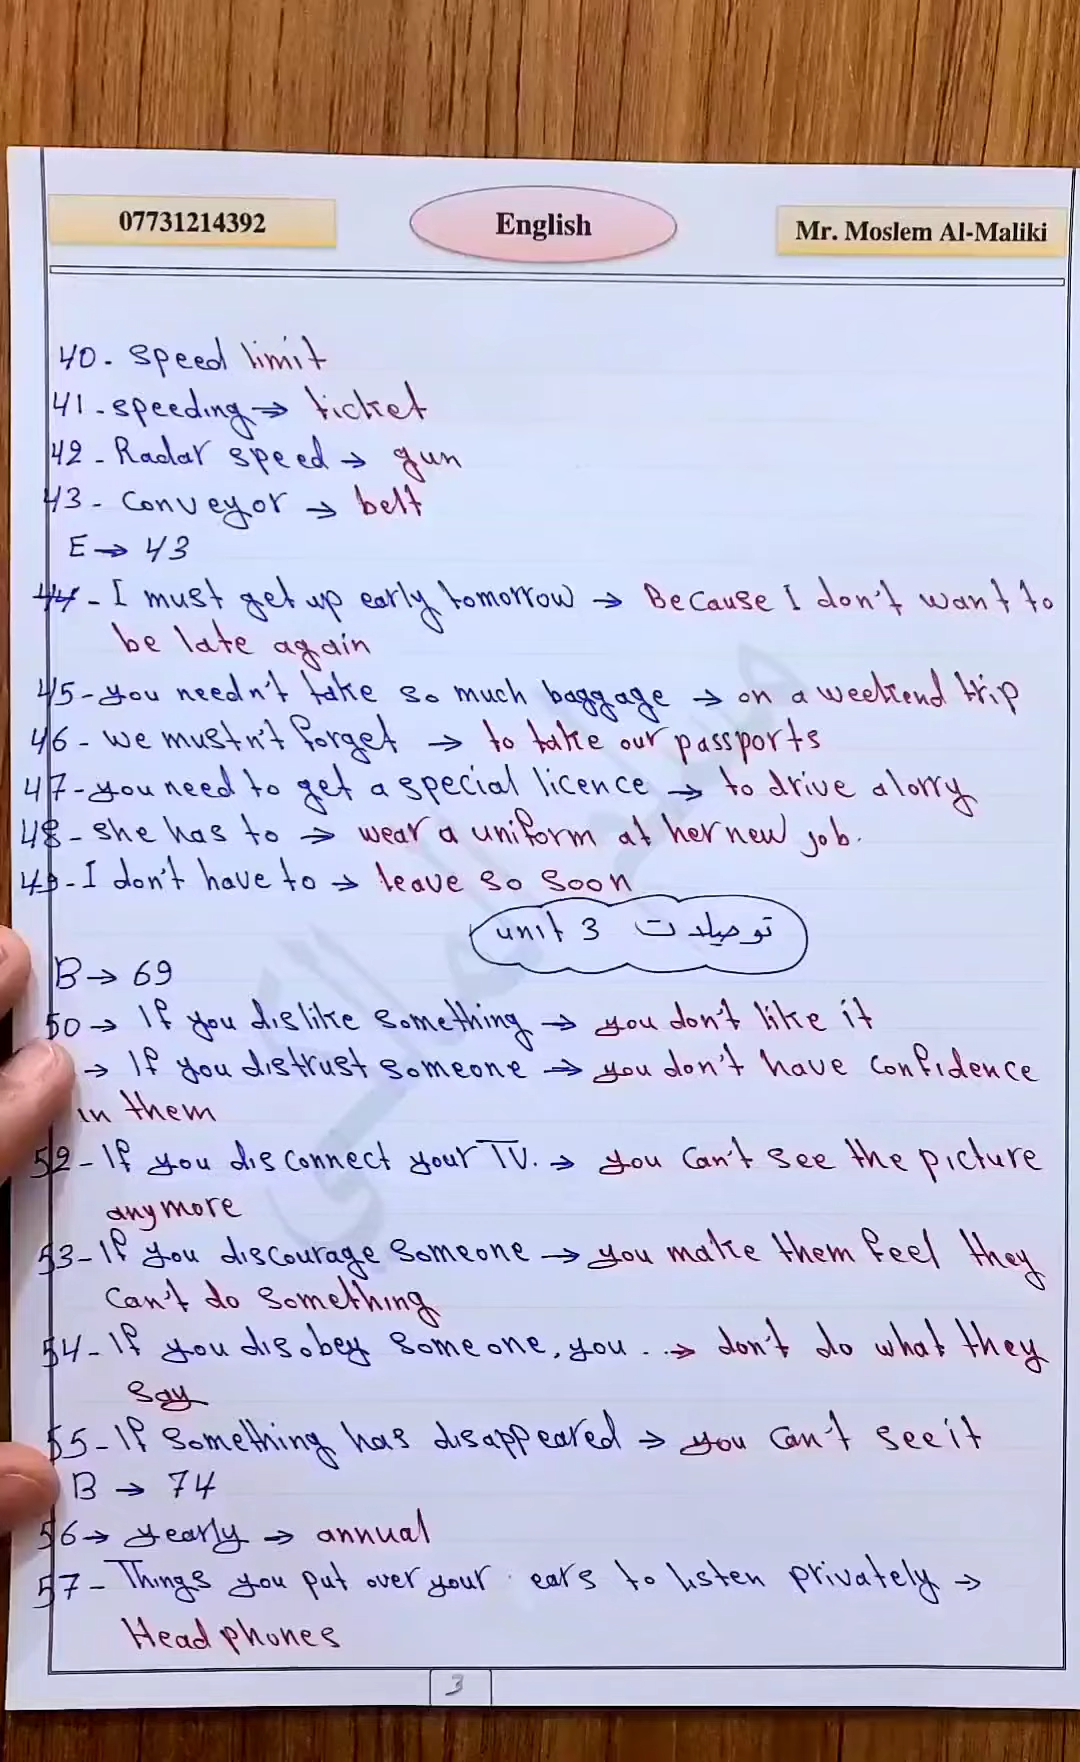 07731214392
English
Mr. Moslem Al-Maliki
40- speed limit
41- speeding → ticket
42- Radar speed → gun
43- Conveyor → belt
E → 43
44- I must get up early tomorrow → Because I don't want to
be late again
45- you needn't take so much baggage → on a weekend trip
46- we mustn't forget → to take our passports
47- you need to get a special licence → to drive a lorry
48- she has to → wear a uniform at her new job.
49- I don't have to → leave so soon
unit 3 توصيلات
B → 69
50 → If you dislike something → you don't like it
→ If you distrust someone → you don't have confidence
in them
52- If you disconnect your TV. → you can't see the picture
anymore
53- If you discourage someone → you make them feel they
can't do something
54- If you disobey someone, you .. → don't do what they
say
55- If something has disappeared → you can't see it
B → 74
56 → yearly → annual
57- Things you put over your ears to listen privately →
Headphones
3
مسلم المالكي